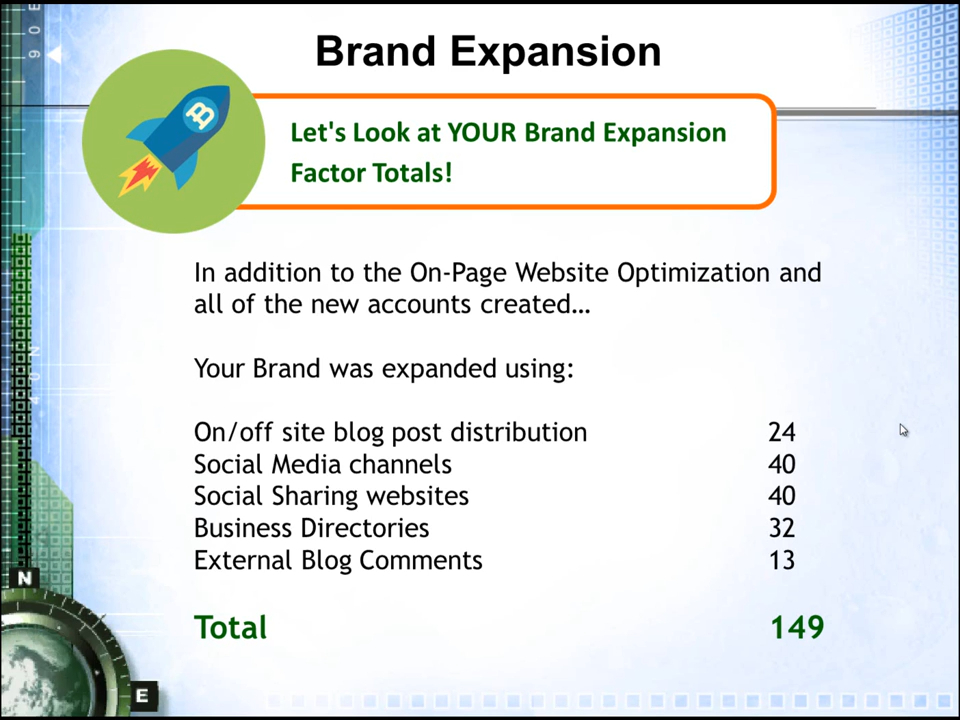 Brand Expansion
Let's Look at YOUR Brand Expansion
Factor Totals!
B
In addition to the On-Page Website Optimization and
all of the new accounts created…
Your Brand was expanded using:
On/off site blog post distribution 24
Social Media channels 40
Social Sharing websites 40
Business Directories 32
External Blog Comments 13
Total 149
90E
40N
N
E